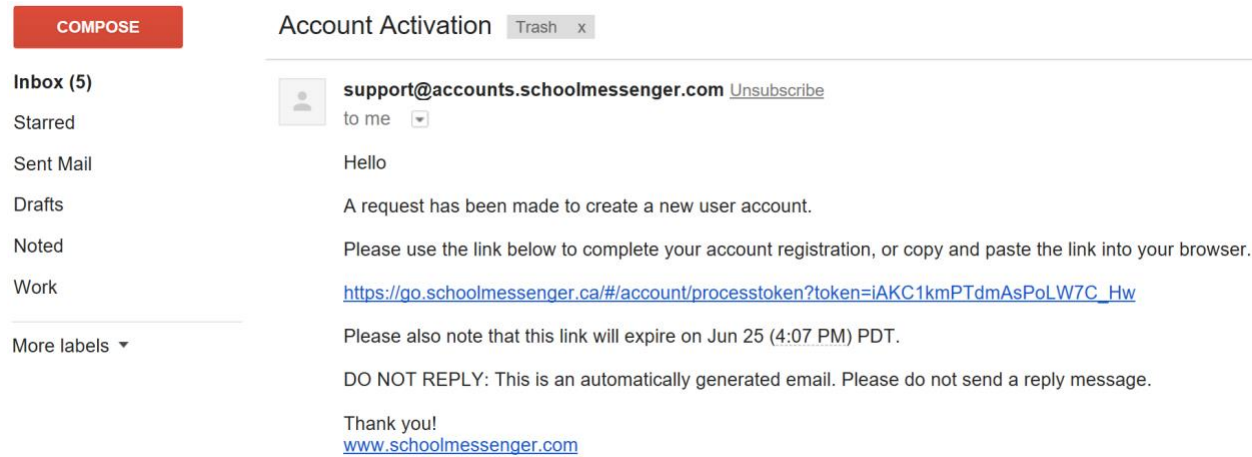 COMPOSE
Inbox (5)
Starred
Sent Mail
Drafts
Noted
Work
More labels
Account Activation Trash x
support@accounts.schoolmessenger.com Unsubscribe
to me
Hello
A request has been made to create a new user account.
Please use the link below to complete your account registration, or copy and paste the link into your browser.
https://go.schoolmessenger.ca/#/account/processtoken?token=iAKC1kmPTdmAsPoLW7C_Hw
Please also note that this link will expire on Jun 25 (4:07 PM) PDT.
DO NOT REPLY: This is an automatically generated email. Please do not send a reply message.
Thank you!
www.schoolmessenger.com